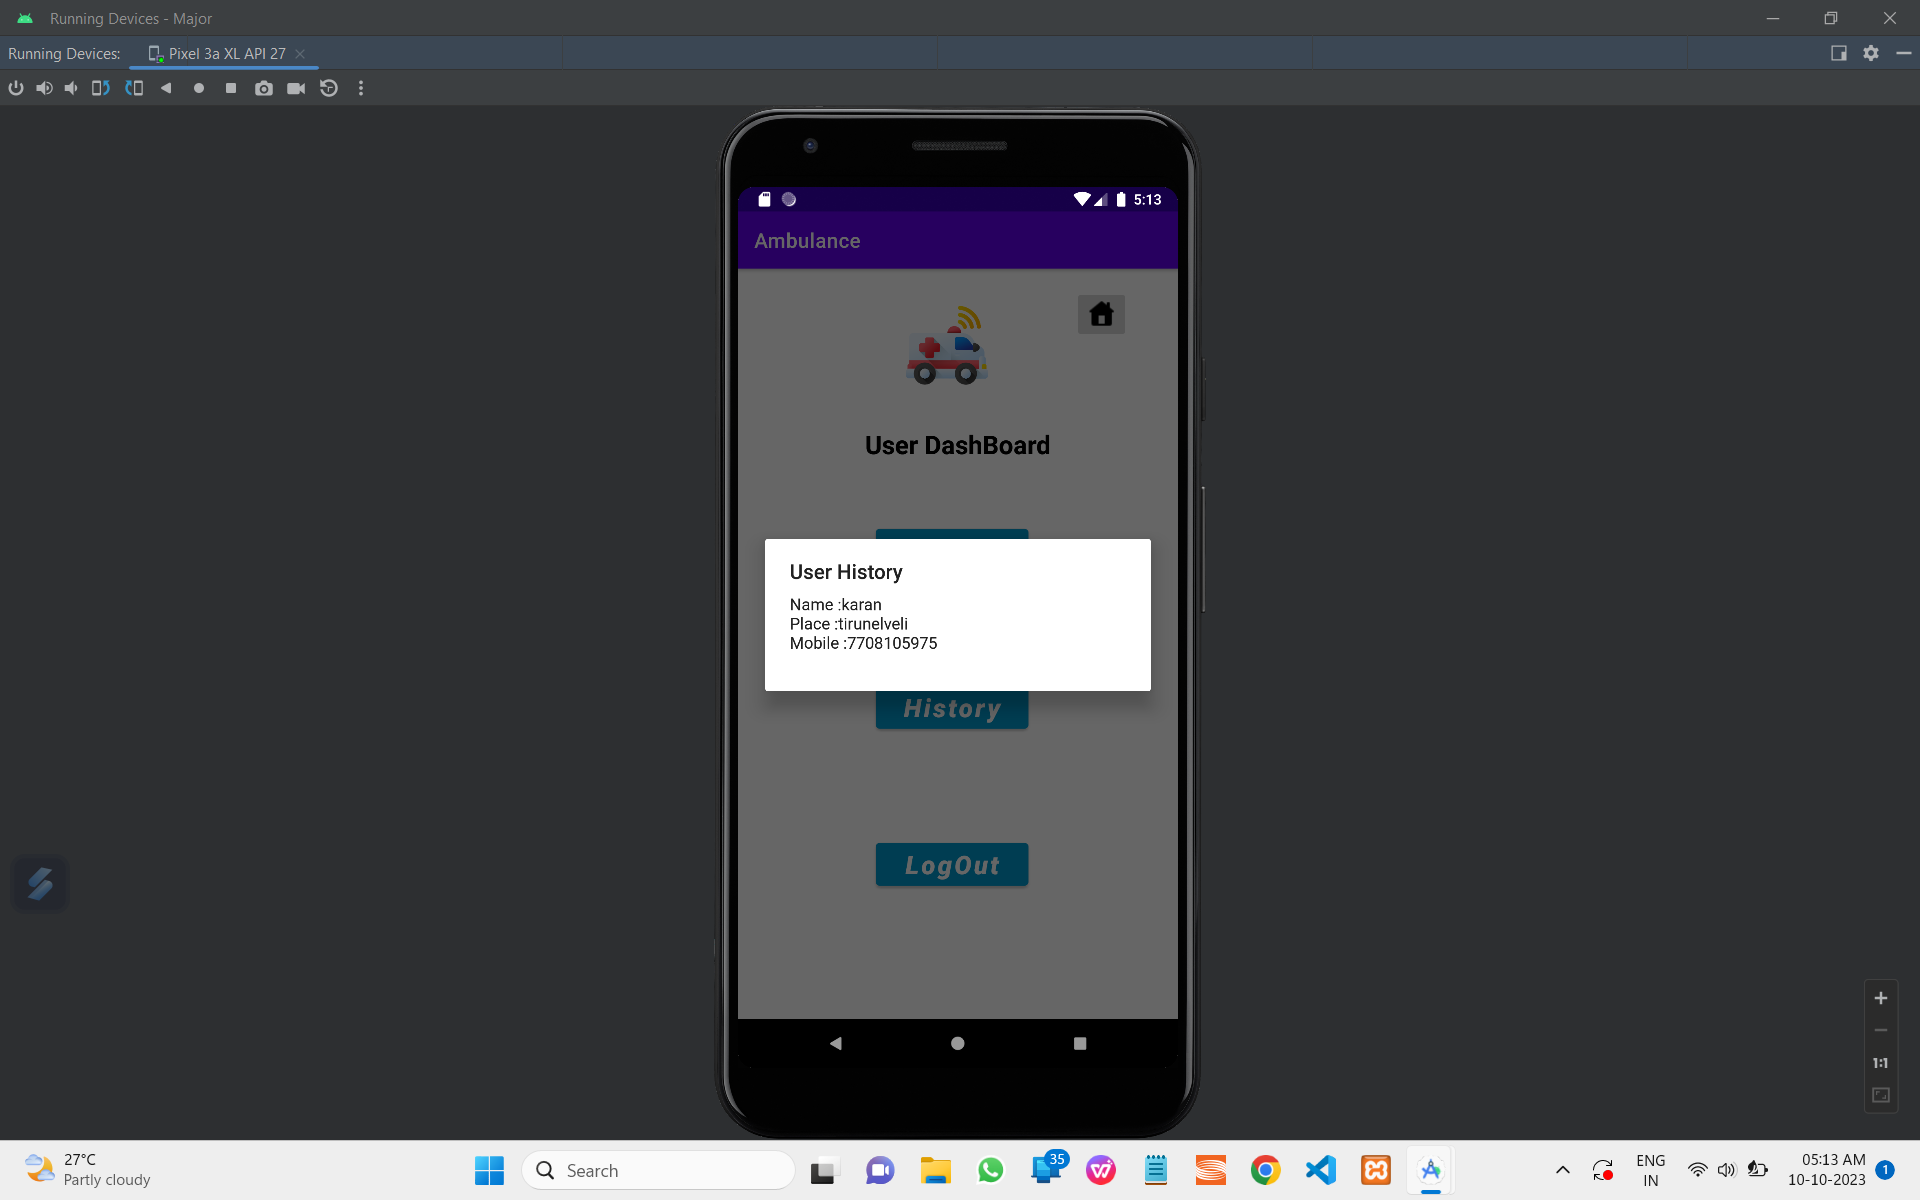 Running Devices - Major
Running Devices:
Pixel 3a XL API 27
5:13
Ambulance
User DashBoard
User History
Name :karan
Place :tirunelveli
Mobile :7708105975
History
LogOut
1:1
27°C
Partly cloudy
Search
35
ENG
IN
05:13 AM
10-10-2023
1